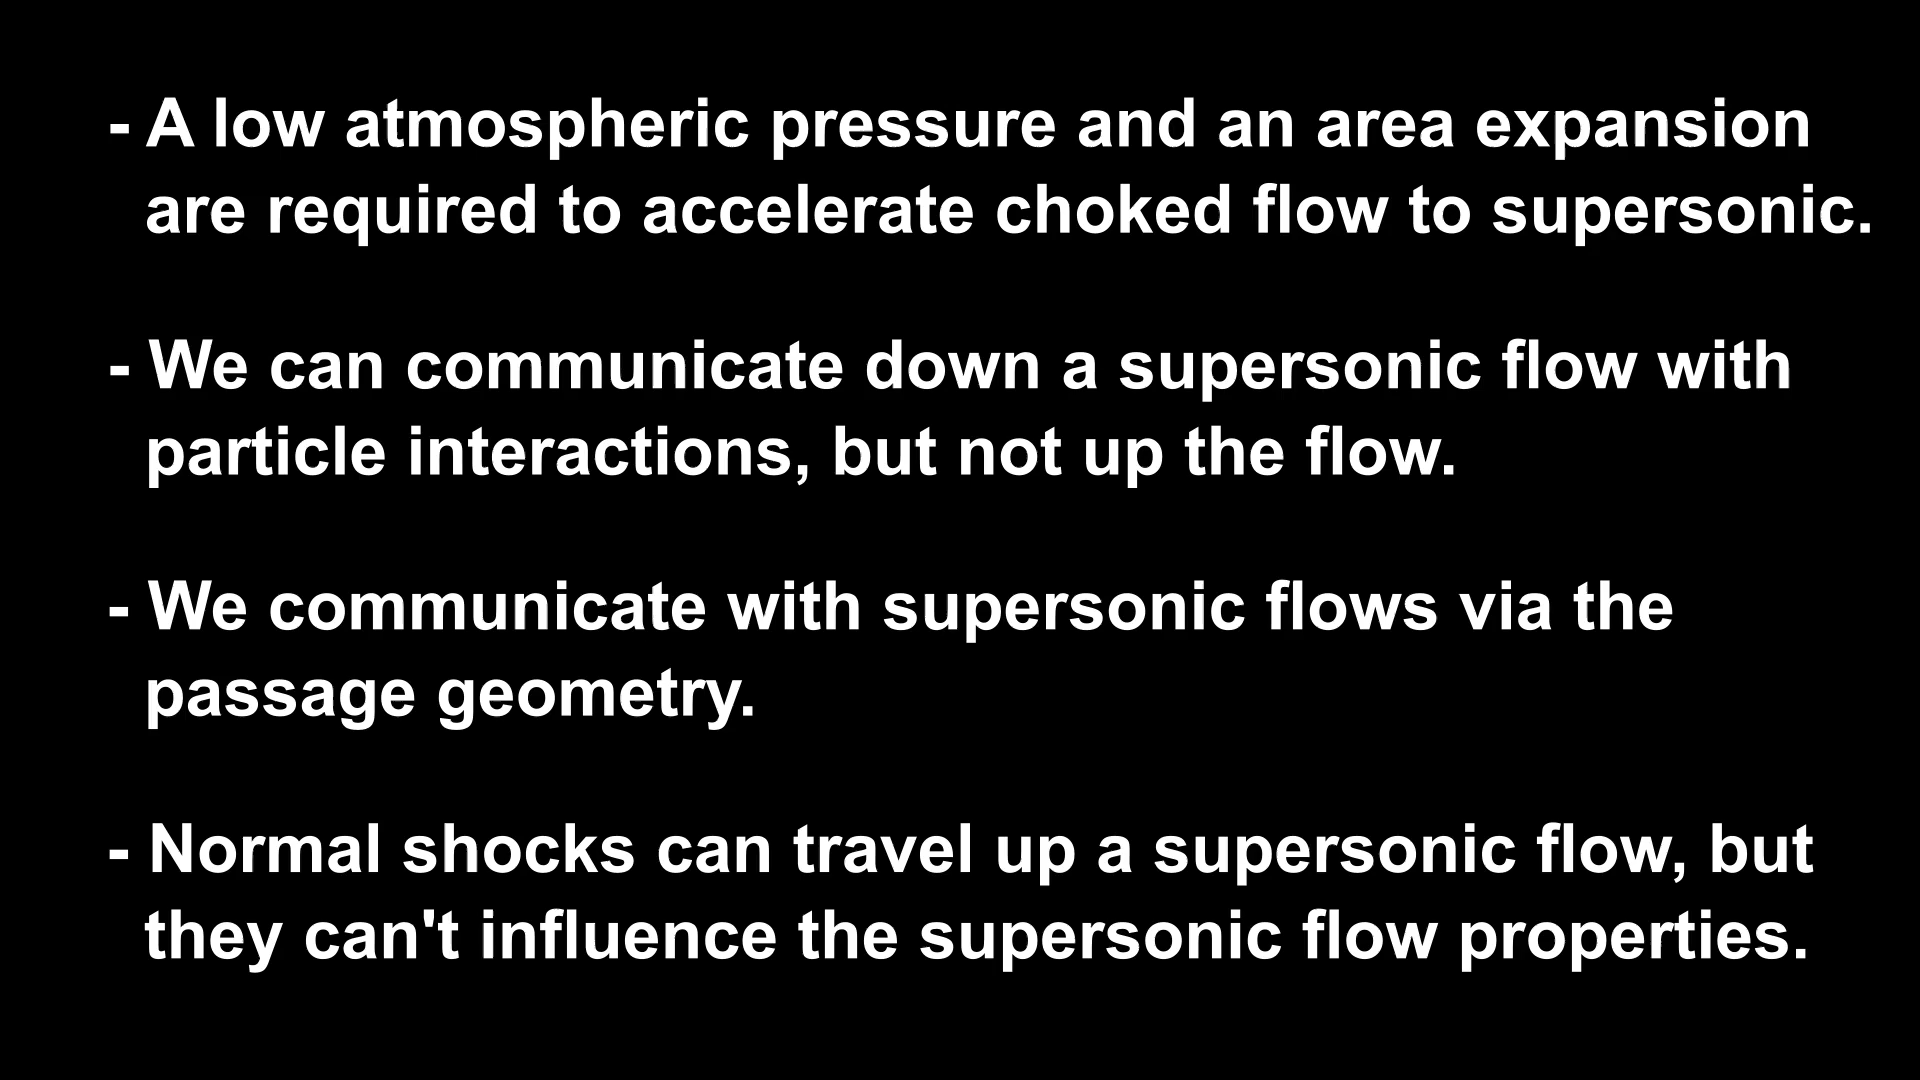 - A low atmospheric pressure and an area expansion
are required to accelerate choked flow to supersonic.
- We can communicate down a supersonic flow with
particle interactions, but not up the flow.
- We communicate with supersonic flows via the
passage geometry.
- Normal shocks can travel up a supersonic flow, but
they can't influence the supersonic flow properties.